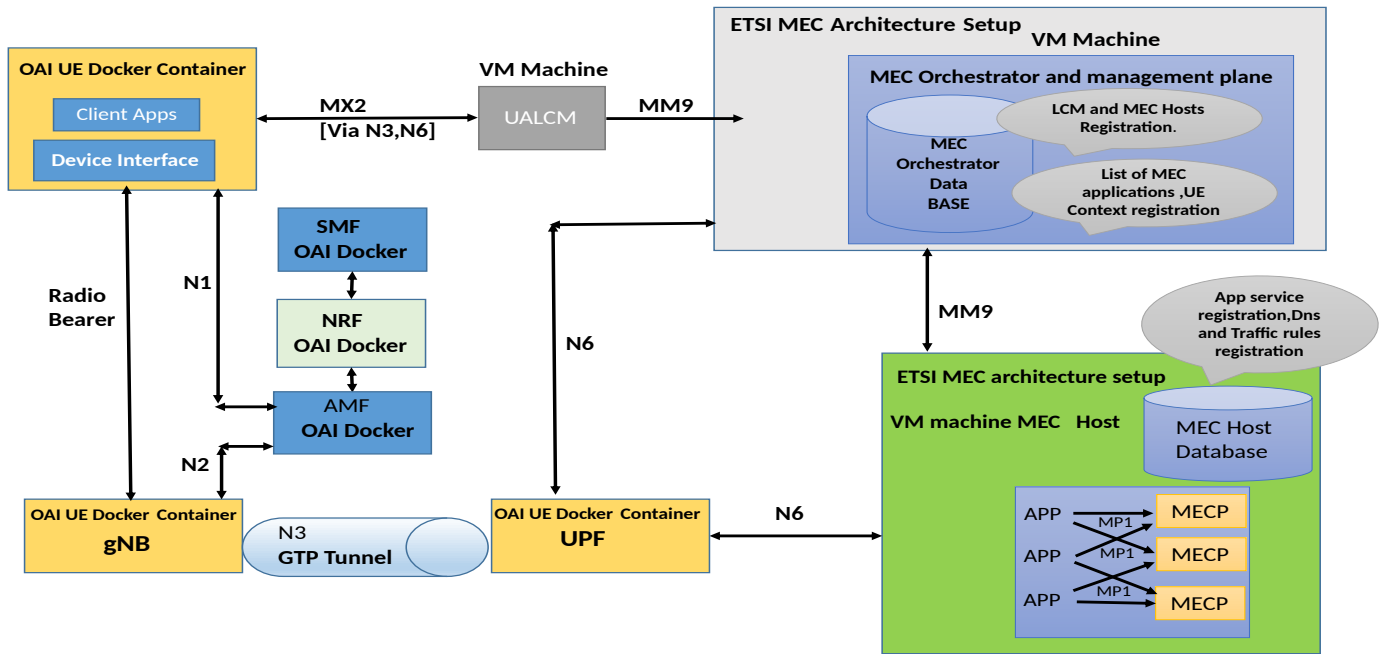 ETSI MEC Architecture Setup
VM Machine
OAI UE Docker Container
Client Apps
Device Interface
MX2
[Via N3,N6]
VM Machine
UALCM
MM9
MEC Orchestrator and management plane
MEC
Orchestrator
Data
BASE
LCM and MEC Hosts
Registration.
List of MEC
applications ,UE
Context registration
SMF
OAI Docker
N1
Radio
Bearer
NRF
OAI Docker
N6
MM9
App service
registration,Dns
and Traffic rules
registration
AMF
OAI Docker
N2
ETSI MEC architecture setup
VM machine MEC Host
MEC Host
Database
OAI UE Docker Container
gNB
N3
GTP Tunnel
OAI UE Docker Container
UPF
N6
APP
MP1
MECP
APP
MP1
MECP
APP
MP1
MECP